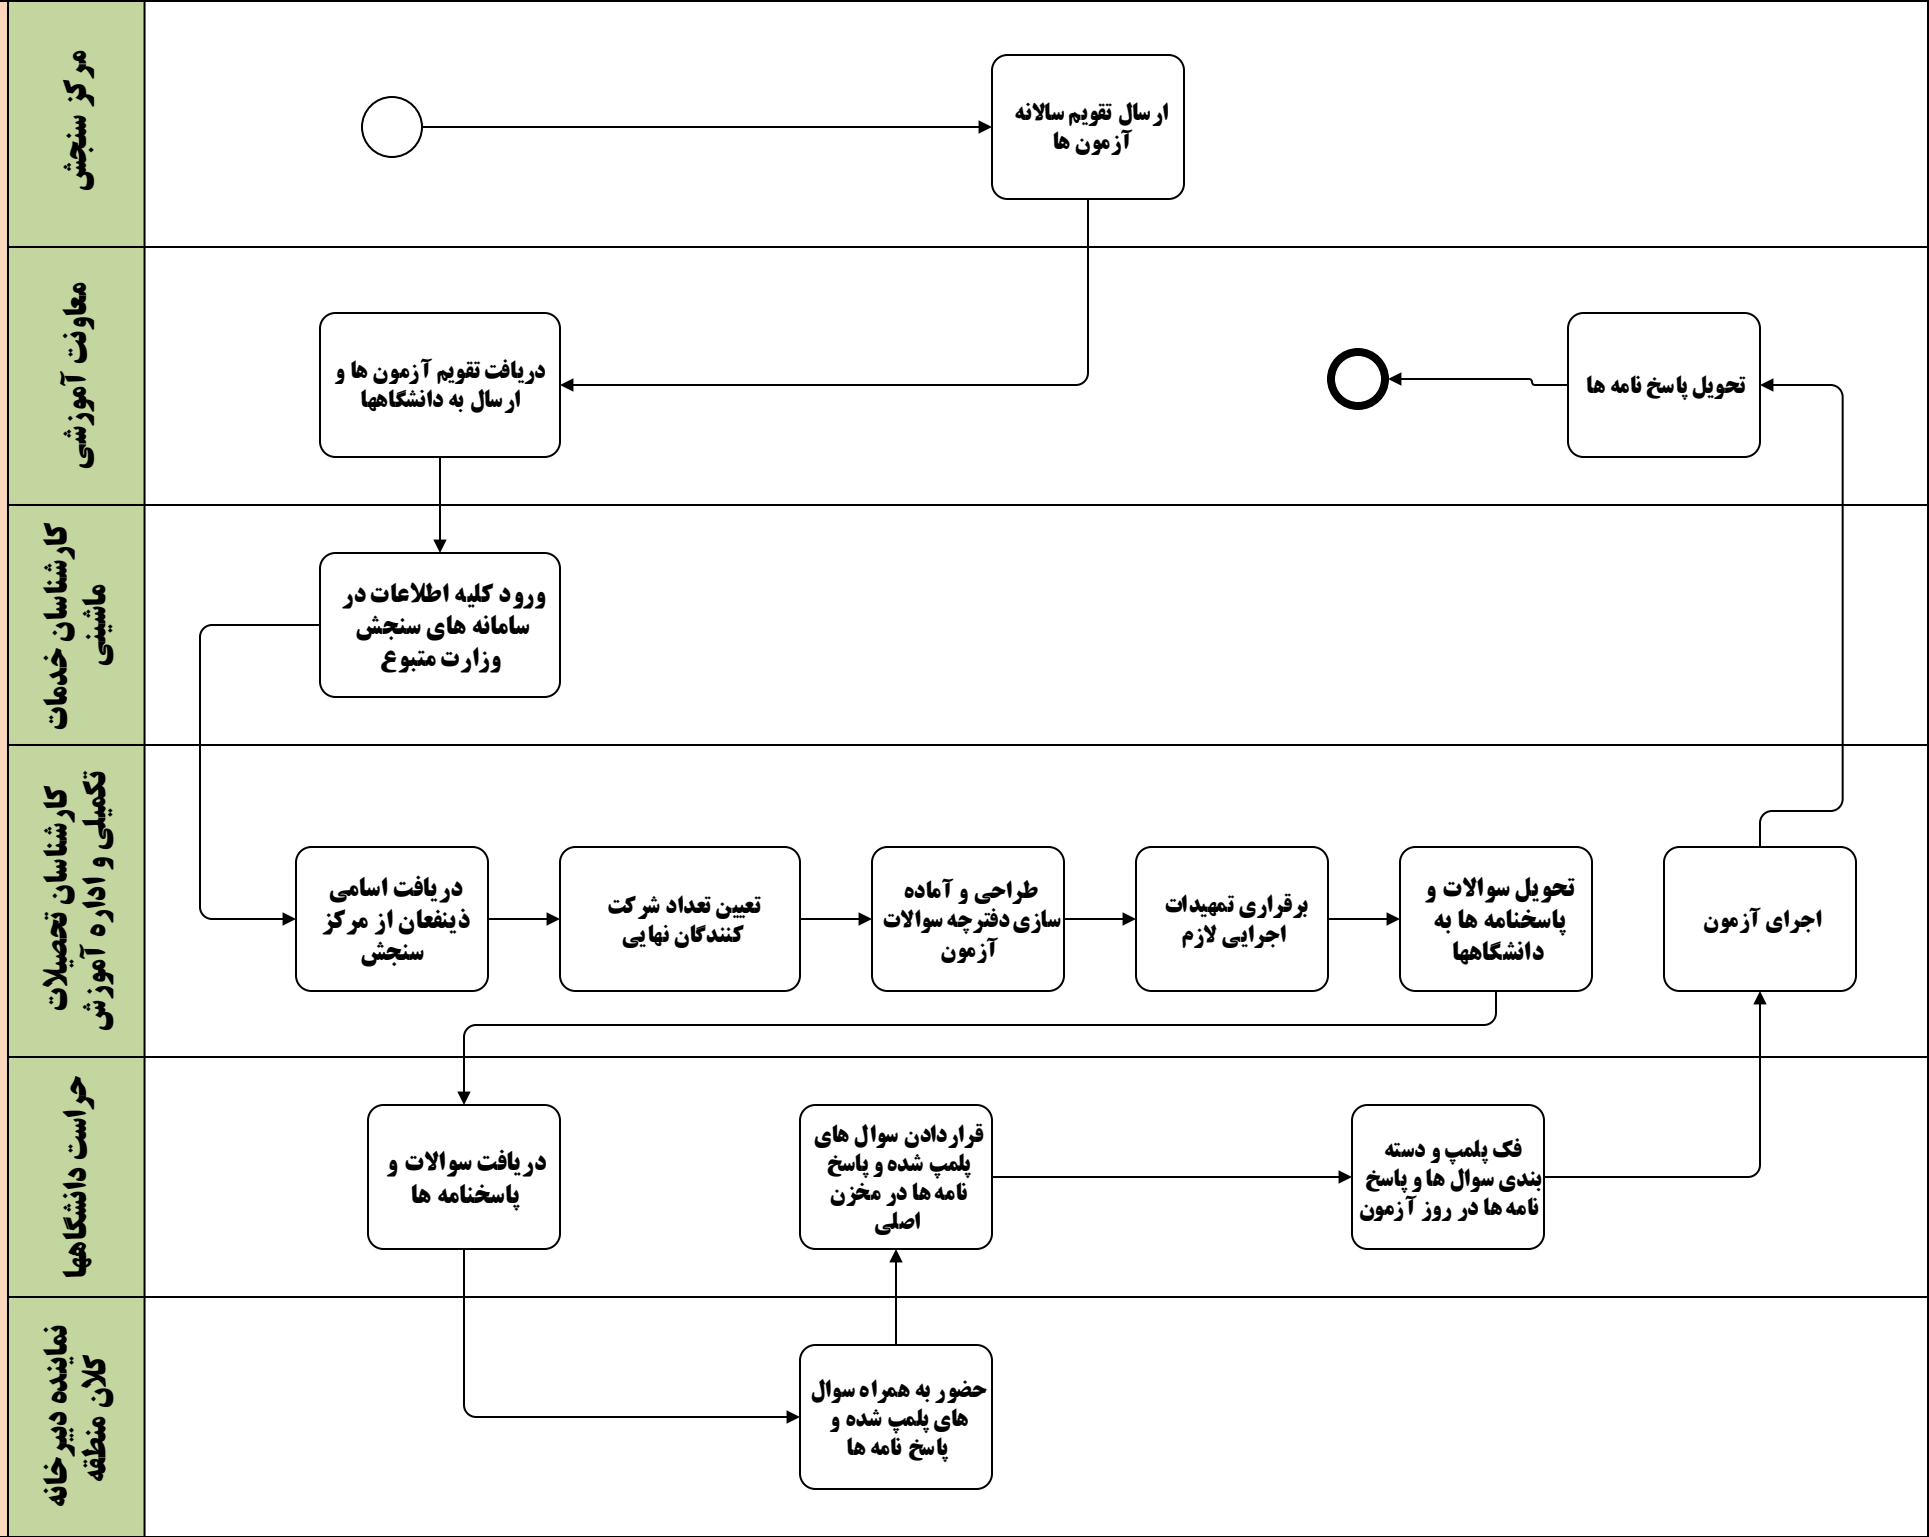 مرکز سنجش
ارسال تقویم سالانه
آزمون ها
معاونت آموزشی
دریافت تقویم آزمون ها و
ارسال به دانشگاهها
تحویل پاسخ نامه ها
کارشناسان خدمات
ماشینی
ورود کلیه اطلاعات در
سامانه های سنجش
وزارت متبوع
کارشناسان تحصیلات
تکمیلی و اداره آموزش
دریافت اسامی
ذینفعان از مرکز
سنجش
تعیین تعداد شرکت
کنندگان نهایی
طراحی و آماده
سازی دفترچه سوالات
آزمون
برقراری تمهیدات
اجرایی لازم
تحویل سوالات و
پاسخنامه ها به
دانشگاهها
اجرای آزمون
حراست دانشگاهها
دریافت سوالات و
پاسخنامه ها
قراردادن سوال های
پلمپ شده و پاسخ
نامه ها در مخزن
اصلی
فک پلمپ و دسته
بندی سوال ها و پاسخ
نامه ها در روز آزمون
نماینده دبیرخانه
کلان منطقه
حضور به همراه سوال
های پلمپ شده و
پاسخ نامه ها